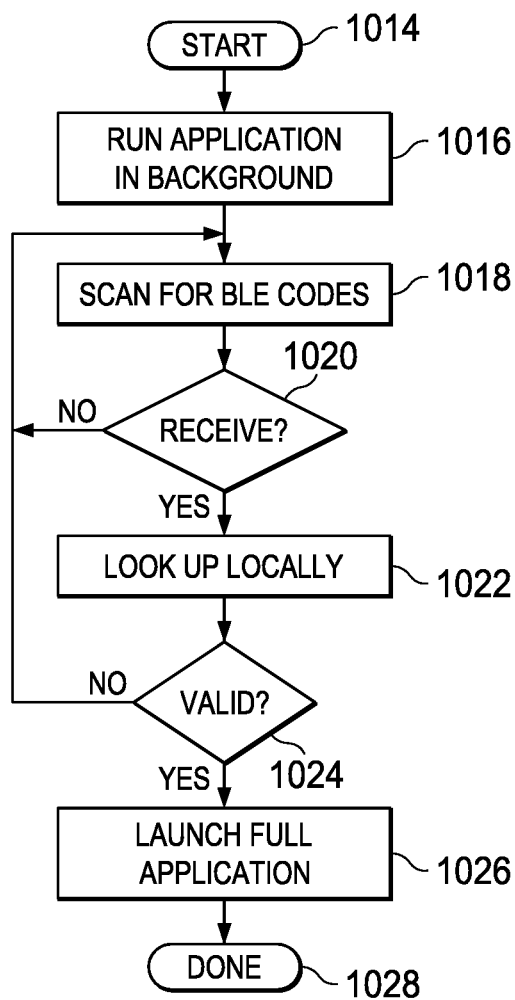 START
1014
RUN APPLICATION
IN BACKGROUND
1016
SCAN FOR BLE CODES
1018
1020
RECEIVE?
NO
YES
LOOK UP LOCALLY
1022
NO
VALID?
1024
YES
LAUNCH FULL
APPLICATION
1026
DONE
1028